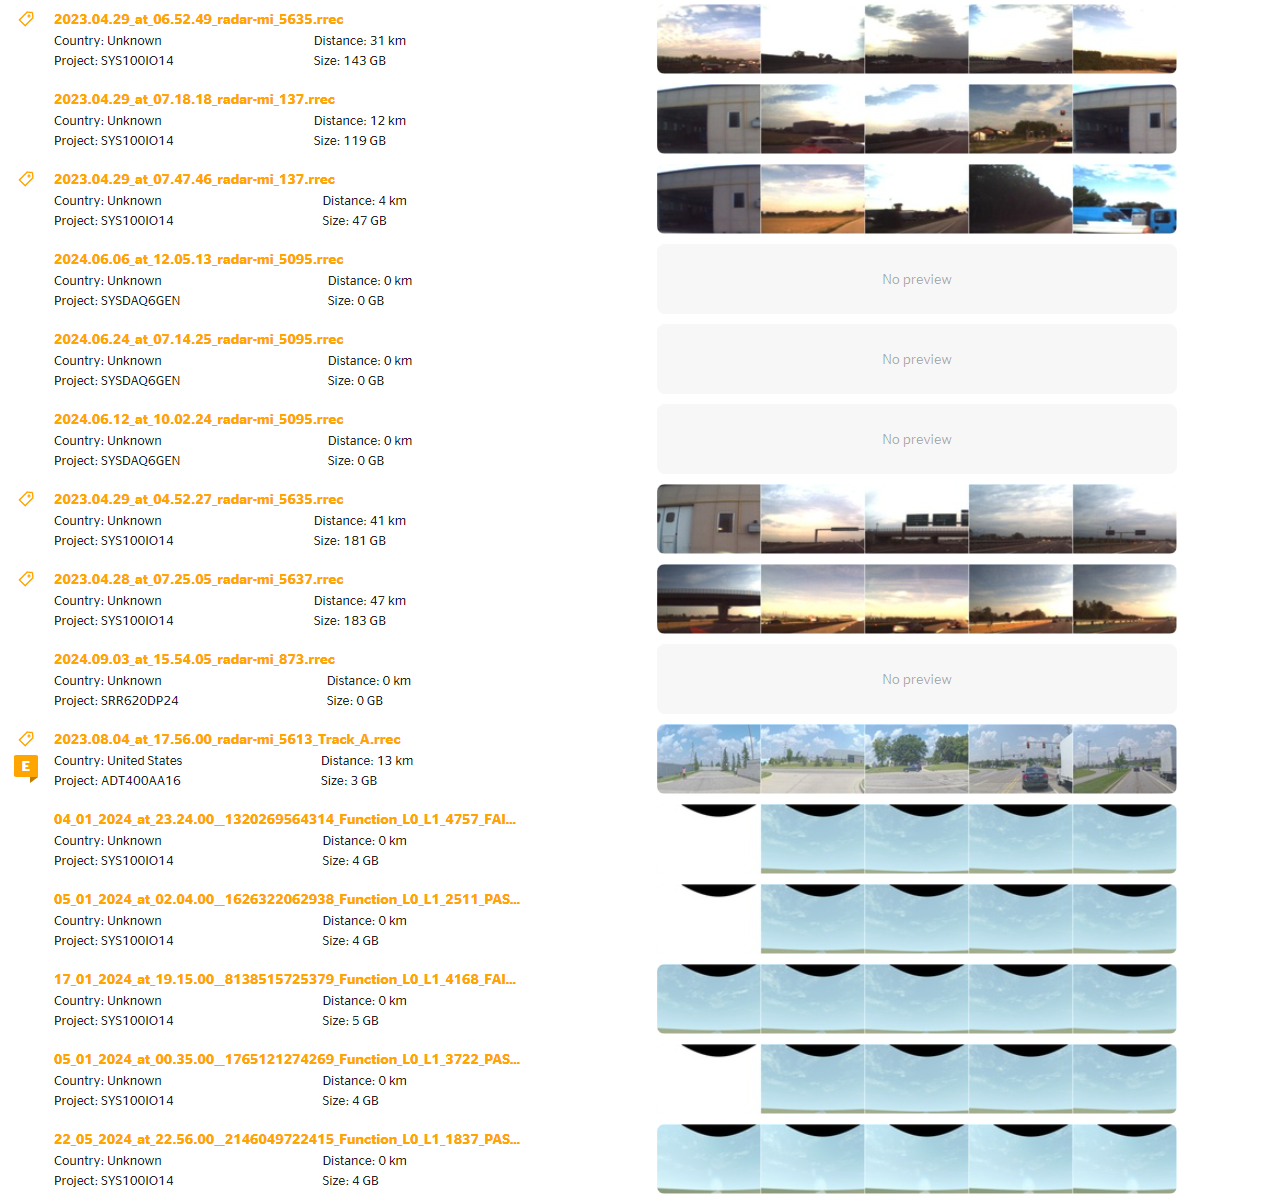 2023.04.29_at_06.52.49_radar-mi_5635.rrec
Country: Unknown Distance: 31 km
Project: SYS100IO14 Size: 143 GB
2023.04.29_at_07.18.18_radar-mi_137.rrec
Country: Unknown Distance: 12 km
Project: SYS100IO14 Size: 119 GB
2023.04.29_at_07.47.46_radar-mi_137.rrec
Country: Unknown Distance: 4 km
Project: SYS100IO14 Size: 47 GB
2024.06.06_at_12.05.13_radar-mi_5095.rrec
Country: Unknown Distance: 0 km
Project: SYSDAQ6GEN Size: 0 GB
No preview
2024.06.24_at_07.14.25_radar-mi_5095.rrec
Country: Unknown Distance: 0 km
Project: SYSDAQ6GEN Size: 0 GB
No preview
2024.06.12_at_10.02.24_radar-mi_5095.rrec
Country: Unknown Distance: 0 km
Project: SYSDAQ6GEN Size: 0 GB
No preview
2023.04.29_at_04.52.27_radar-mi_5635.rrec
Country: Unknown Distance: 41 km
Project: SYS100IO14 Size: 181 GB
2023.04.28_at_07.25.05_radar-mi_5637.rrec
Country: Unknown Distance: 47 km
Project: SYS100IO14 Size: 183 GB
2024.09.03_at_15.54.05_radar-mi_873.rrec
Country: Unknown Distance: 0 km
Project: SRR620DP24 Size: 0 GB
No preview
2023.08.04_at_17.56.00_radar-mi_5613_Track_A.rrec
E
Country: United States Distance: 13 km
Project: ADT400AA16 Size: 3 GB
04_01_2024_at_23.24.00__1320269564314_Function_L0_L1_4757_FAI...
Country: Unknown Distance: 0 km
Project: SYS100IO14 Size: 4 GB
05_01_2024_at_02.04.00__1626322062938_Function_L0_L1_2511_PAS...
Country: Unknown Distance: 0 km
Project: SYS100IO14 Size: 4 GB
17_01_2024_at_19.15.00__8138515725379_Function_L0_L1_4168_FAI...
Country: Unknown Distance: 0 km
Project: SYS100IO14 Size: 5 GB
05_01_2024_at_00.35.00__1765121274269_Function_L0_L1_3722_PAS...
Country: Unknown Distance: 0 km
Project: SYS100IO14 Size: 4 GB
22_05_2024_at_22.56.00__2146049722415_Function_L0_L1_1837_PAS...
Country: Unknown Distance: 0 km
Project: SYS100IO14 Size: 4 GB